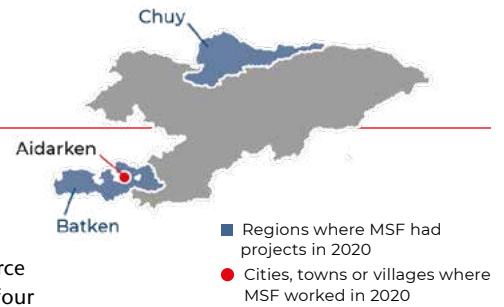 Chuy
Aidarken
Batken
Regions where MSF had
projects in 2020
Cities, towns or villages where
MSF worked in 2020
four